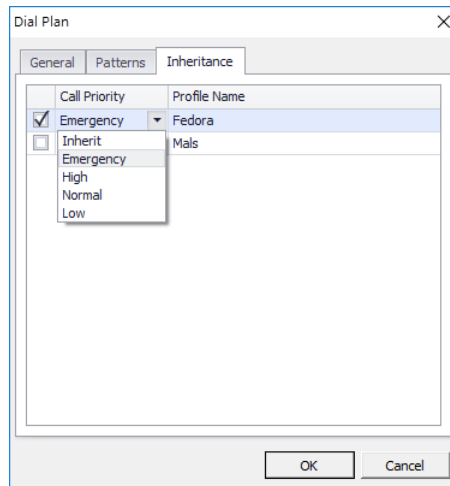 Dial Plan
General Patterns Inheritance
Call Priority Profile Name
Emergency Fedora
Inherit Mals
Emergency
High
Normal
Low
OK Cancel